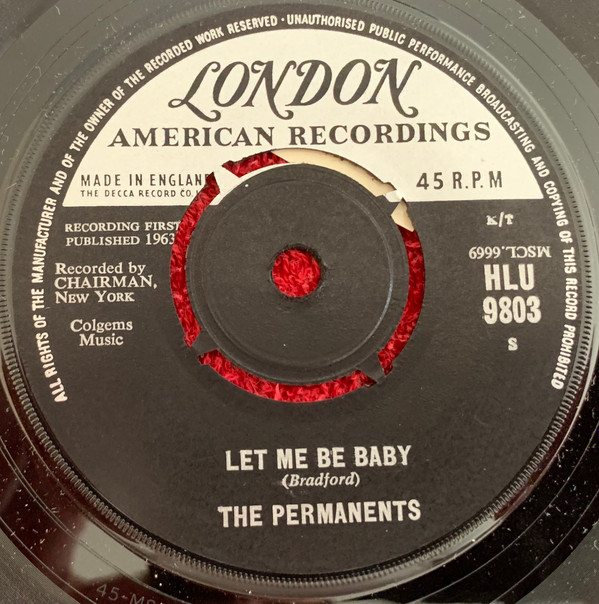 ALL RIGHTS OF THE MANUFACTURER AND OF THE OWNER OF THE RECORDED WORK RESERVED · UNAUTHORISED PUBLIC PERFORMANCE BROADCASTING AND COPYING OF THIS RECORD PROHIBITED
LONDON
AMERICAN RECORDINGS
MADE IN ENGLAND
THE DECCA RECORD CO.
45 R.P.M
RECORDING FIRST
PUBLISHED 1963
K/T
Recorded by
CHAIRMAN,
New York
MSCL.6669
HLU
9803
Colgems
Music
S
LET ME BE BABY
(Bradford)
THE PERMANENTS
45-MS